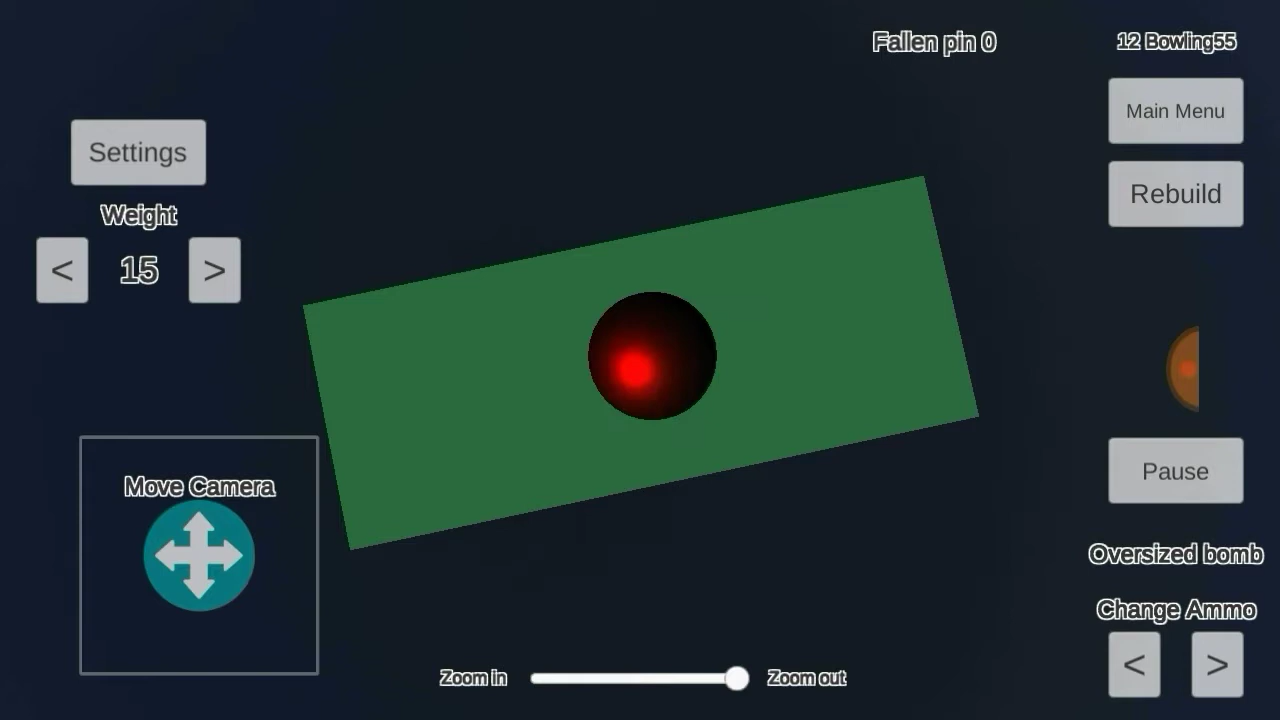 Fallen pin 0
12 Bowling55
Main Menu
Settings
Rebuild
Weight
< 15 >
Pause
Move Camera
Oversized bomb
Change Ammo
< >
Zoom in
Zoom out